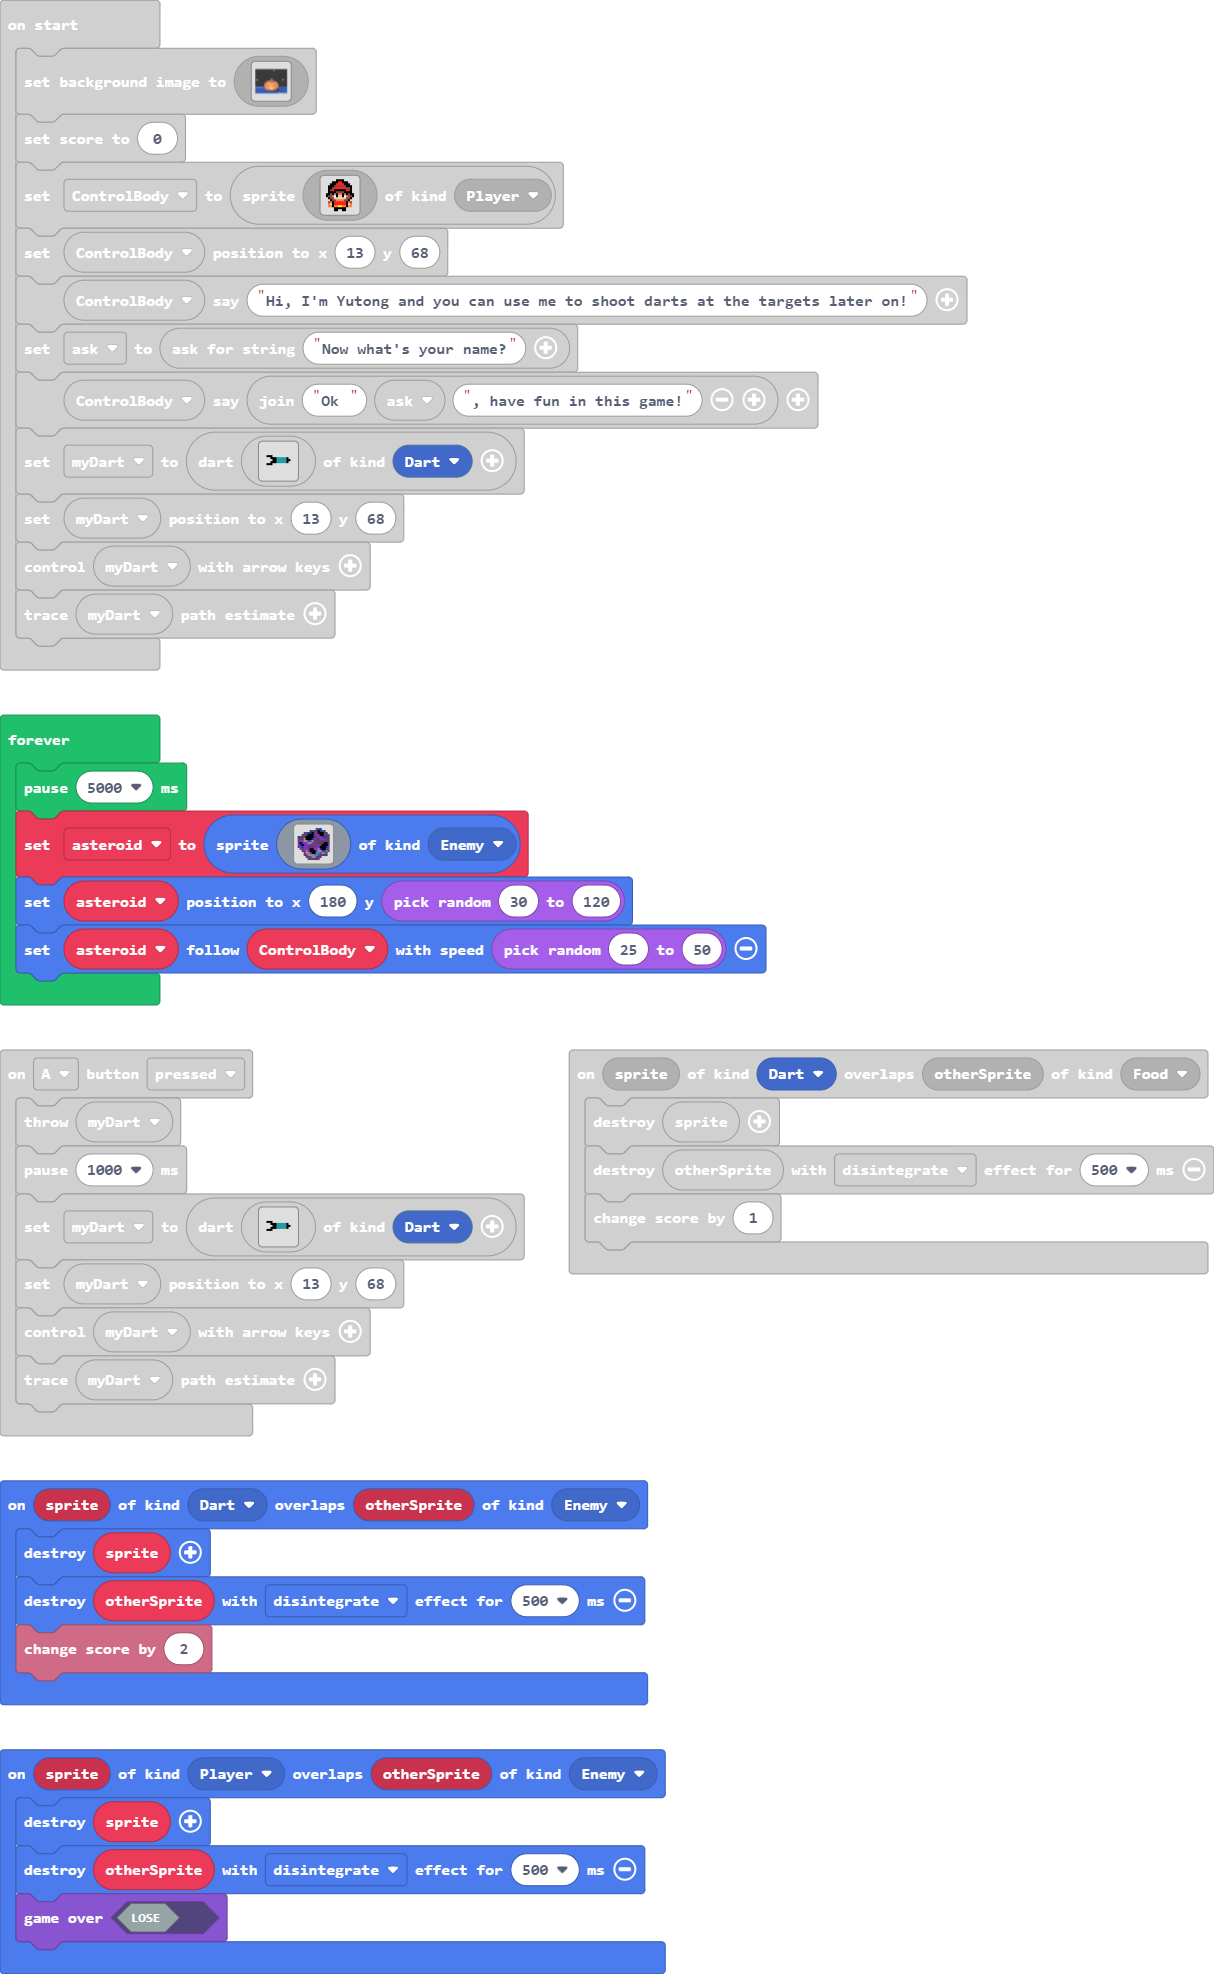 on start
set background image to
set score to 0
set ControlBody to sprite of kind Player
set ControlBody position to x 13 y 68
ControlBody say "Hi, I'm Yutong and you can use me to shoot darts at the targets later on!"
set ask to ask for string "Now what's your name?"
ControlBody say join "Ok " ask ", have fun in this game!"
set myDart to dart of kind Dart
set myDart position to x 13 y 68
control myDart with arrow keys
trace myDart path estimate
forever
pause 5000 ms
set asteroid to sprite of kind Enemy
set asteroid position to x 180 y pick random 30 to 120
set asteroid follow ControlBody with speed pick random 25 to 50
on A button pressed
throw myDart
pause 1000 ms
set myDart to dart of kind Dart
set myDart position to x 13 y 68
control myDart with arrow keys
trace myDart path estimate
on sprite of kind Dart overlaps otherSprite of kind Food
destroy sprite
destroy otherSprite with disintegrate effect for 500 ms
change score by 1
on sprite of kind Dart overlaps otherSprite of kind Enemy
destroy sprite
destroy otherSprite with disintegrate effect for 500 ms
change score by 2
on sprite of kind Player overlaps otherSprite of kind Enemy
destroy sprite
destroy otherSprite with disintegrate effect for 500 ms
game over LOSE